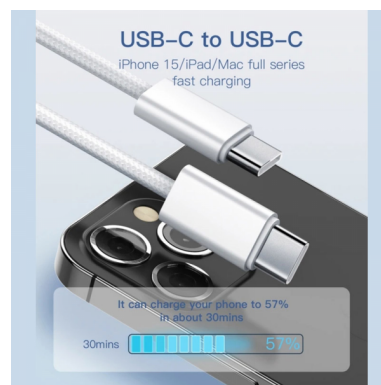 USB-C to USB-C
iPhone 15/iPad/Mac full series
fast charging
It can charge your phone to 57%
in about 30mins
30mins 57%